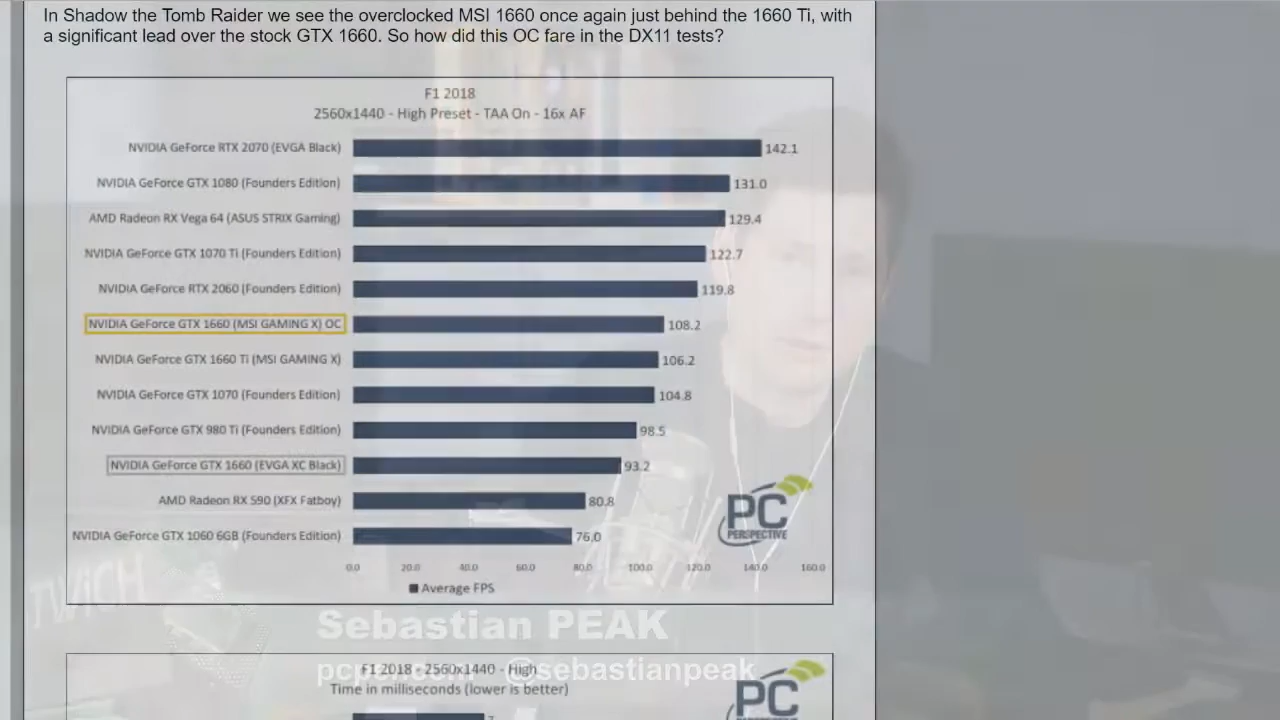 In Shadow the Tomb Raider we see the overclocked MSI 1660 once again just behind the 1660 Ti, with
a significant lead over the stock GTX 1660. So how did this OC fare in the DX11 tests?
F1 2018
2560x1440 - High Preset - TAA On - 16x AF
NVIDIA GeForce RTX 2070 (EVGA Black) 142.1
NVIDIA GeForce GTX 1080 (Founders Edition) 131.0
AMD Radeon RX Vega 64 (ASUS STRIX Gaming) 129.4
NVIDIA GeForce GTX 1070 Ti (Founders Edition) 122.7
NVIDIA GeForce RTX 2060 (Founders Edition) 119.8
NVIDIA GeForce GTX 1660 (MSI GAMING X) OC 108.2
NVIDIA GeForce GTX 1660 Ti (MSI GAMING X) 106.2
NVIDIA GeForce GTX 1070 (Founders Edition) 104.8
NVIDIA GeForce GTX 980 Ti (Founders Edition) 98.5
NVIDIA GeForce GTX 1660 (EVGA XC Black) 93.2
AMD Radeon RX 590 (XFX Fatboy) 80.8
NVIDIA GeForce GTX 1060 6GB (Founders Edition) 76.0
PC
PERSPECTIVE
0.0 20.0 40.0 60.0 80.0 100.0 120.0 140.0 160.0
Average FPS
TWiCH
Sebastian PEAK
pcper.com - @sebastianpeak
F1 2018 - 2560x1440 - High
Time in milliseconds (lower is better)
PC